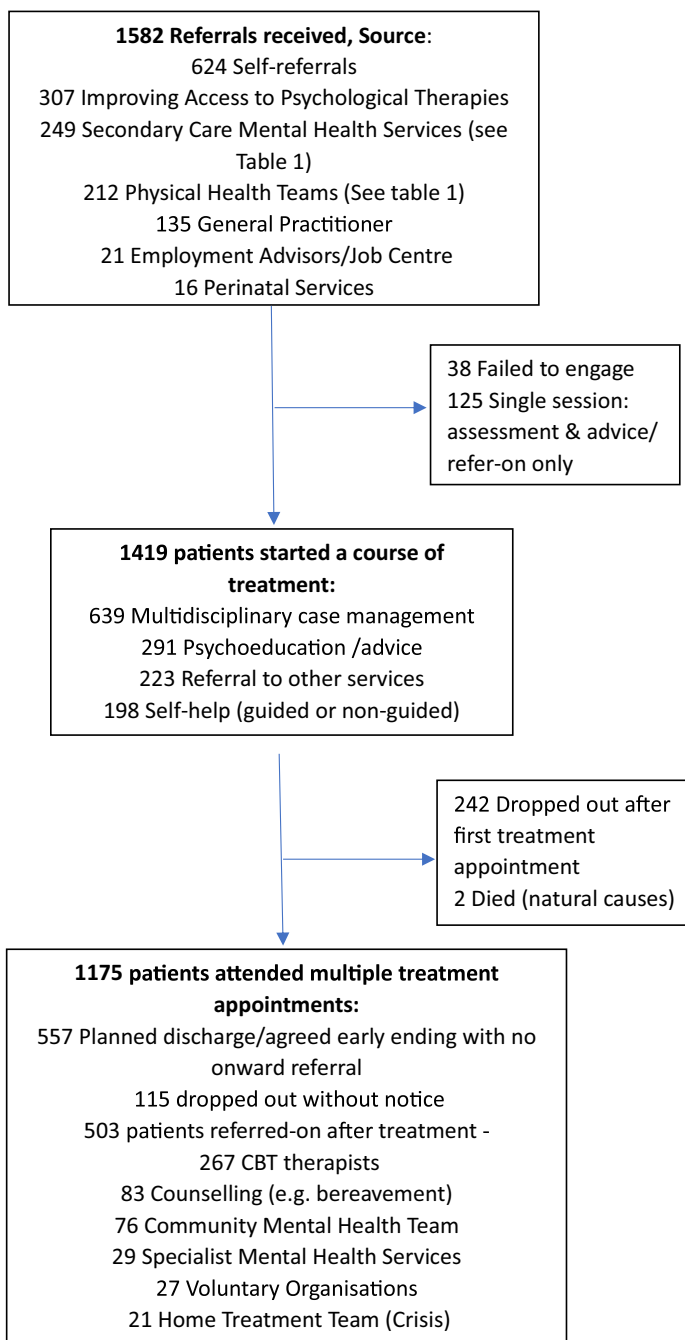 1582 Referrals received, Source:
624 Self-referrals
307 Improving Access to Psychological Therapies
249 Secondary Care Mental Health Services (see
Table 1)
212 Physical Health Teams (See table 1)
135 General Practitioner
21 Employment Advisors/Job Centre
16 Perinatal Services
38 Failed to engage
125 Single session:
assessment & advice/
refer-on only
1419 patients started a course of
treatment:
639 Multidisciplinary case management
291 Psychoeducation /advice
223 Referral to other services
198 Self-help (guided or non-guided)
242 Dropped out after
first treatment
appointment
2 Died (natural causes)
1175 patients attended multiple treatment
appointments:
557 Planned discharge/agreed early ending with no
onward referral
115 dropped out without notice
503 patients referred-on after treatment -
267 CBT therapists
83 Counselling (e.g. bereavement)
76 Community Mental Health Team
29 Specialist Mental Health Services
27 Voluntary Organisations
21 Home Treatment Team (Crisis)